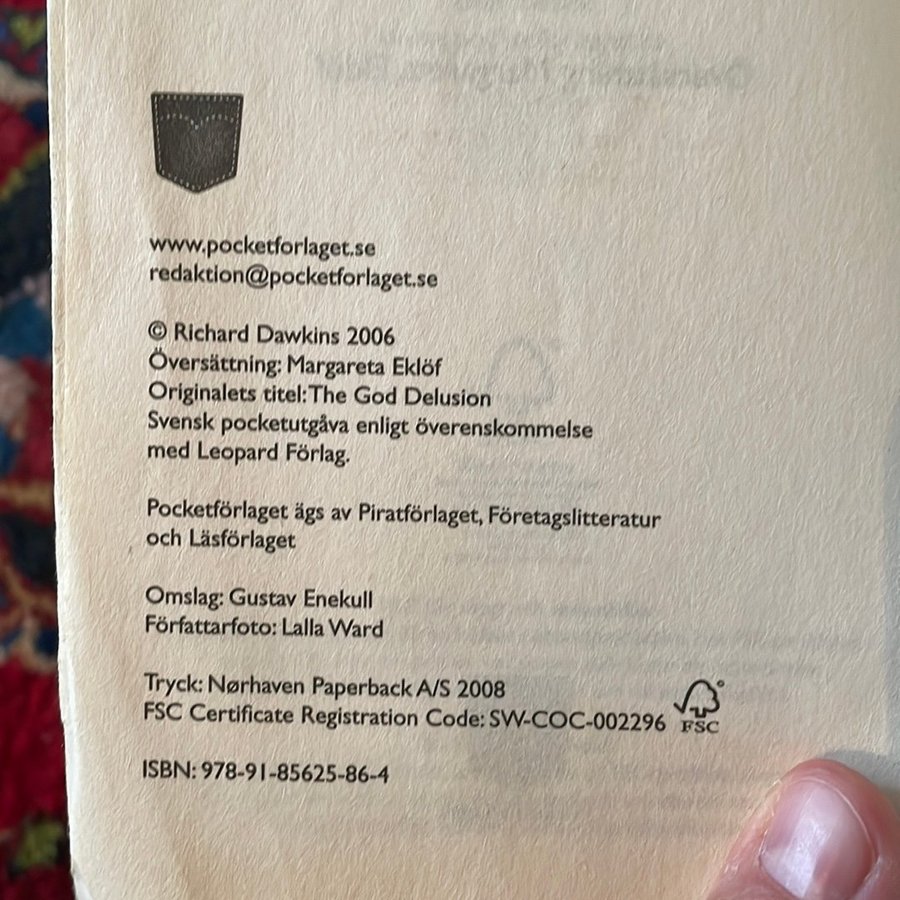 www.pocketforlaget.se
redaktion@pocketforlaget.se
© Richard Dawkins 2006
Översättning: Margareta Eklöf
Originalets titel: The God Delusion
Svensk pocketutgåva enligt överenskommelse
med Leopard Förlag.
Pocketförlaget ägs av Piratförlaget, Företagslitteratur
och Läsförlaget
Omslag: Gustav Enekull
Författarfoto: Lalla Ward
Tryck: Nørhaven Paperback A/S 2008
FSC Certificate Registration Code: SW-COC-002296
FSC
ISBN: 978-91-85625-86-4